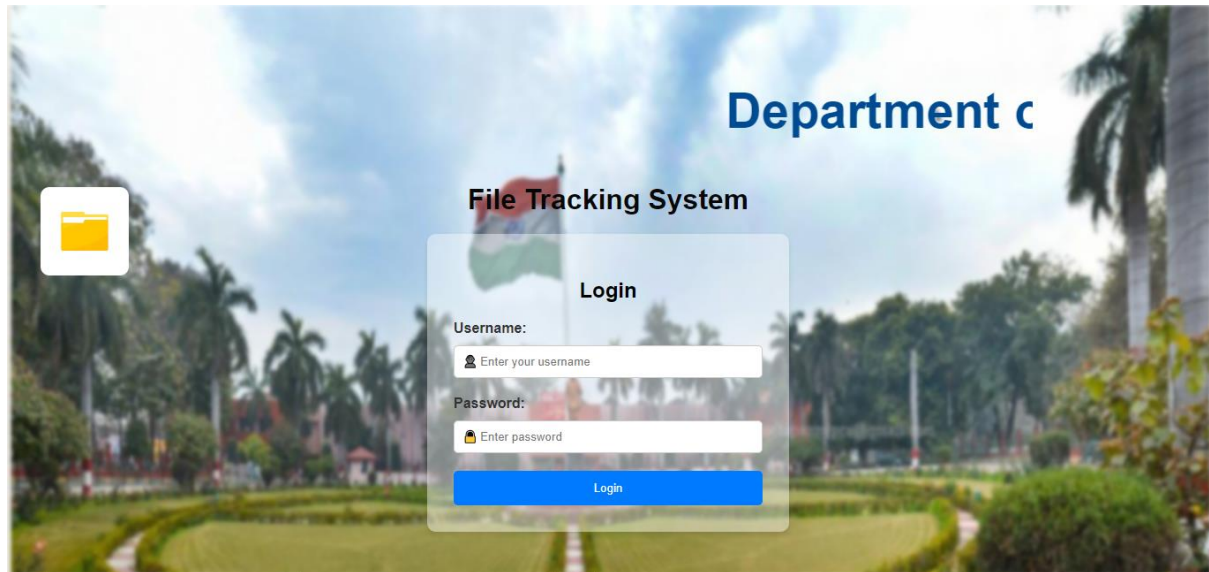 Department
File Tracking System
Login
Username:
Enter your username
Password:
Enter password
Login